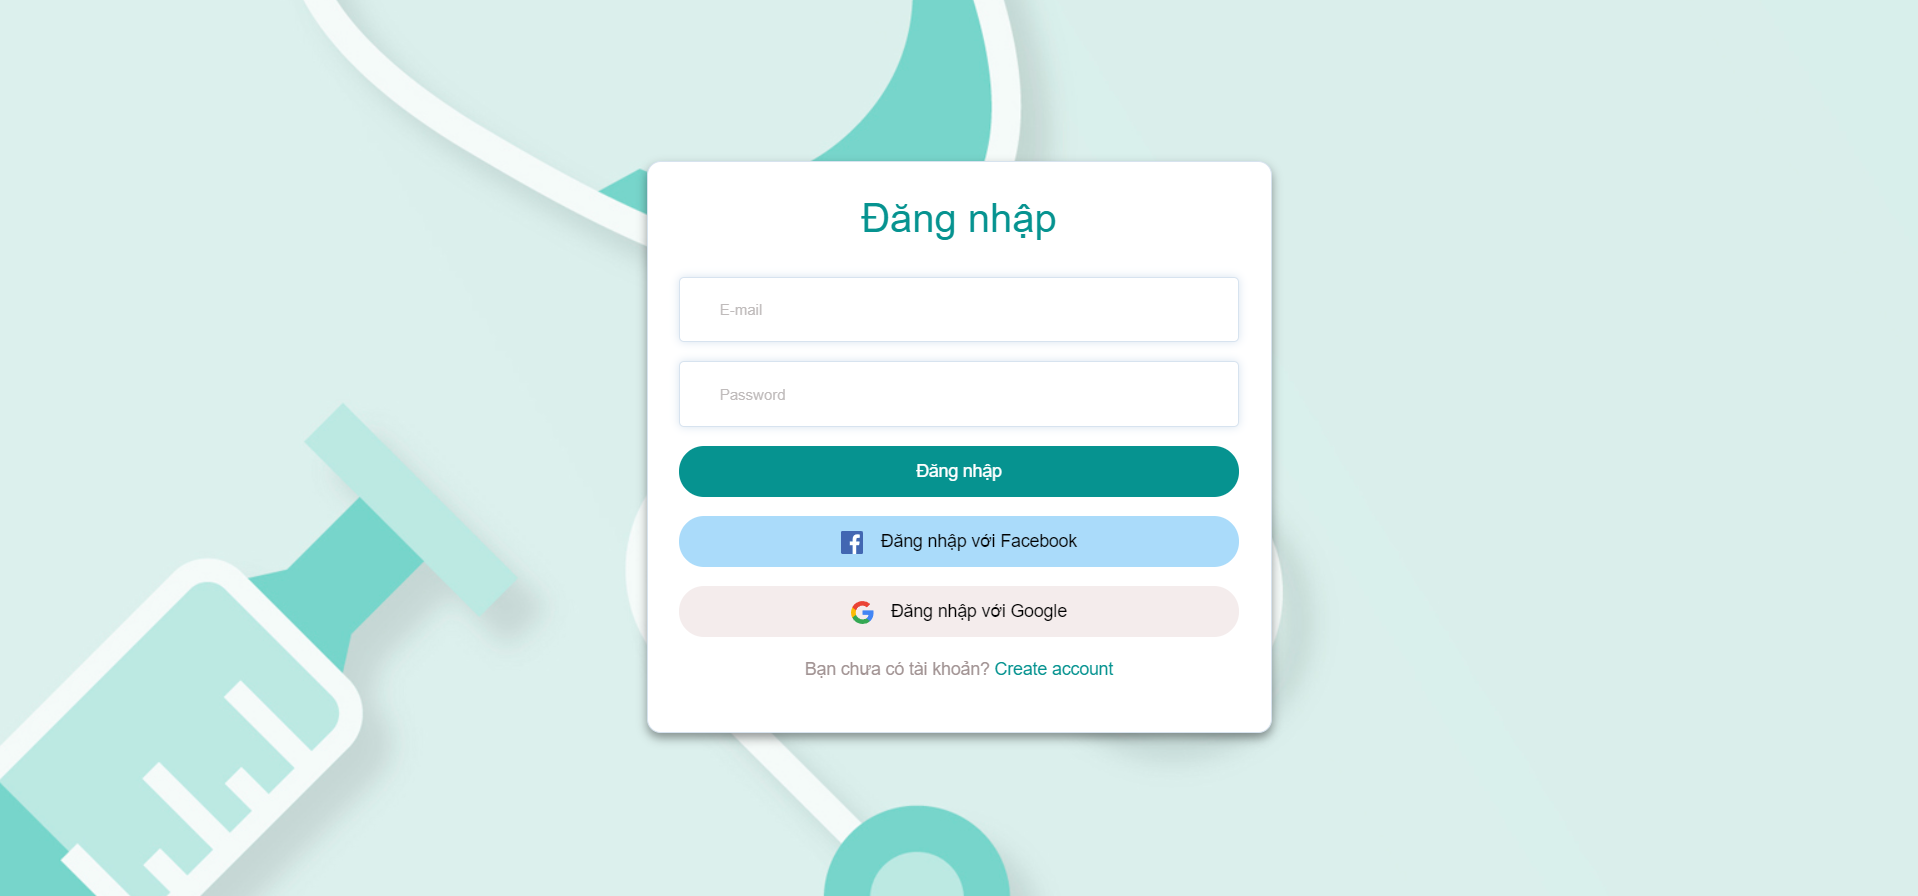 Đăng nhập
E-mail
Password
Đăng nhập
Đăng nhập với Facebook
Đăng nhập với Google
Bạn chưa có tài khoản? Create account